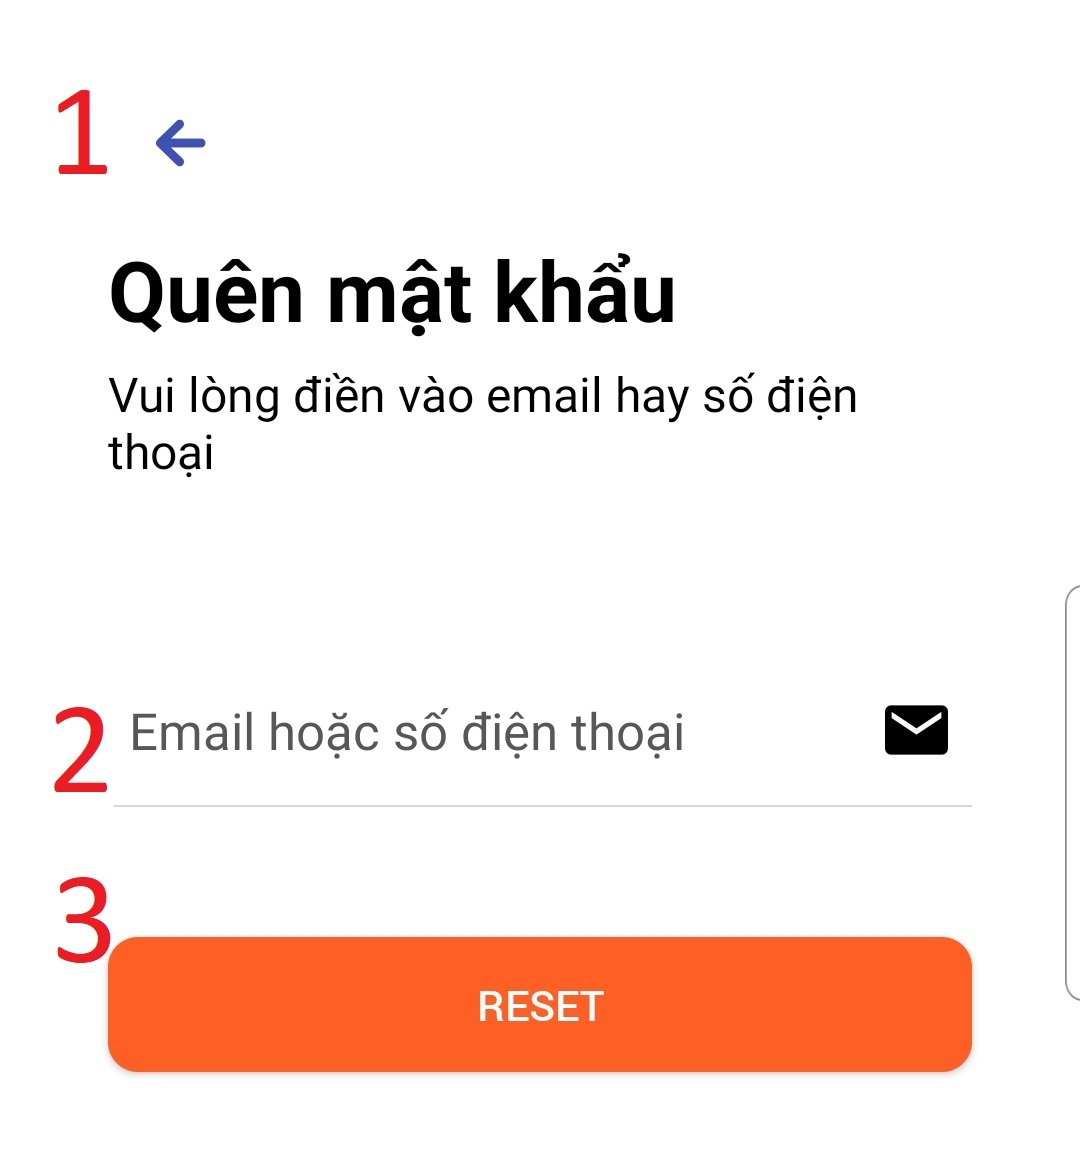 1
Quên mật khẩu
Vui lòng điền vào email hay số điện
thoại
2 Email hoặc số điện thoại
3
RESET